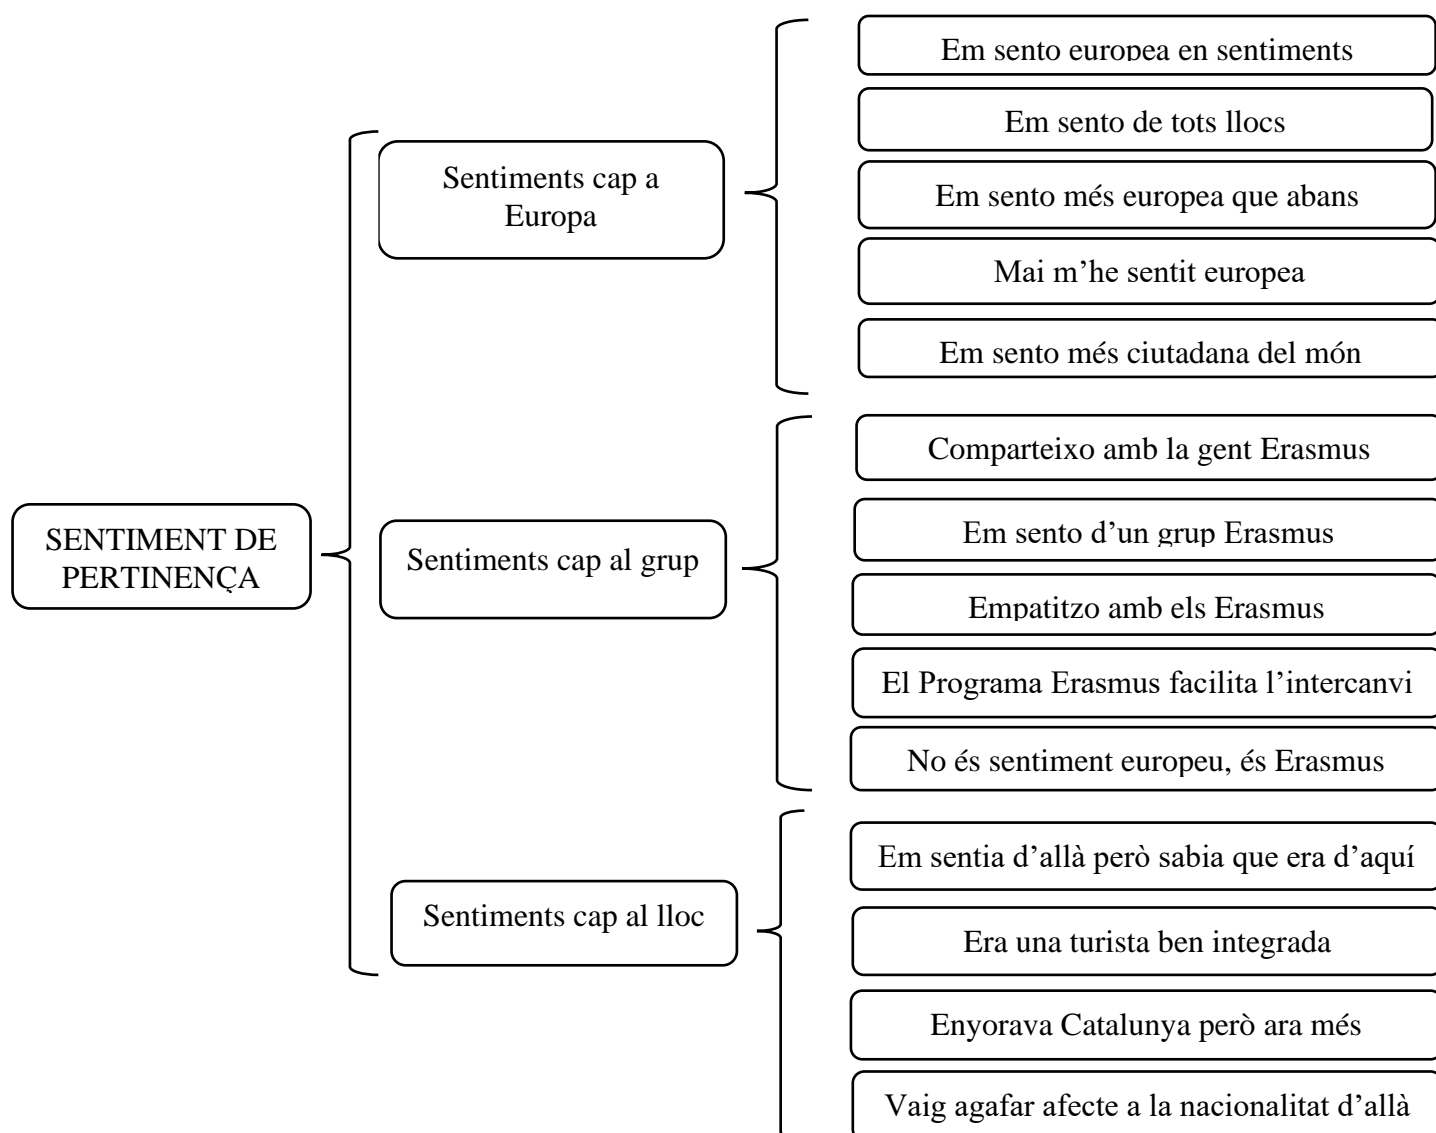 SENTIMENT DE
PERTINENÇA
Sentiments cap a
Europa
Em sento europea en sentiments
Em sento de tots llocs
Em sento més europea que abans
Mai m’he sentit europea
Em sento més ciutadana del món
Sentiments cap al grup
Comparteixo amb la gent Erasmus
Em sento d’un grup Erasmus
Empatitzo amb els Erasmus
El Programa Erasmus facilita l’intercanvi
No és sentiment europeu, és Erasmus
Sentiments cap al lloc
Em sentia d’allà però sabia que era d’aquí
Era una turista ben integrada
Enyorava Catalunya però ara més
Vaig agafar afecte a la nacionalitat d’allà